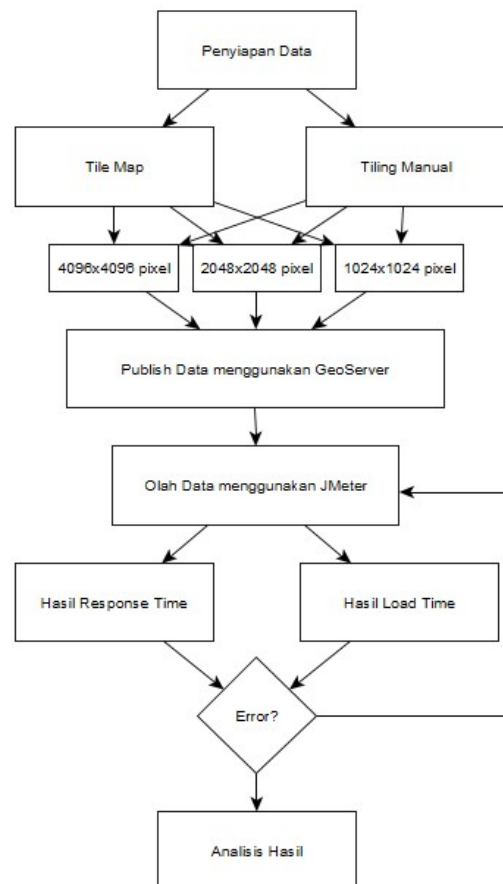 Penyiapan Data
Tile Map
Tiling Manual
4096x4096 pixel
2048x2048 pixel
1024x1024 pixel
Publish Data menggunakan GeoServer
Olah Data menggunakan JMeter
Hasil Response Time
Hasil Load Time
Error?
Analisis Hasil